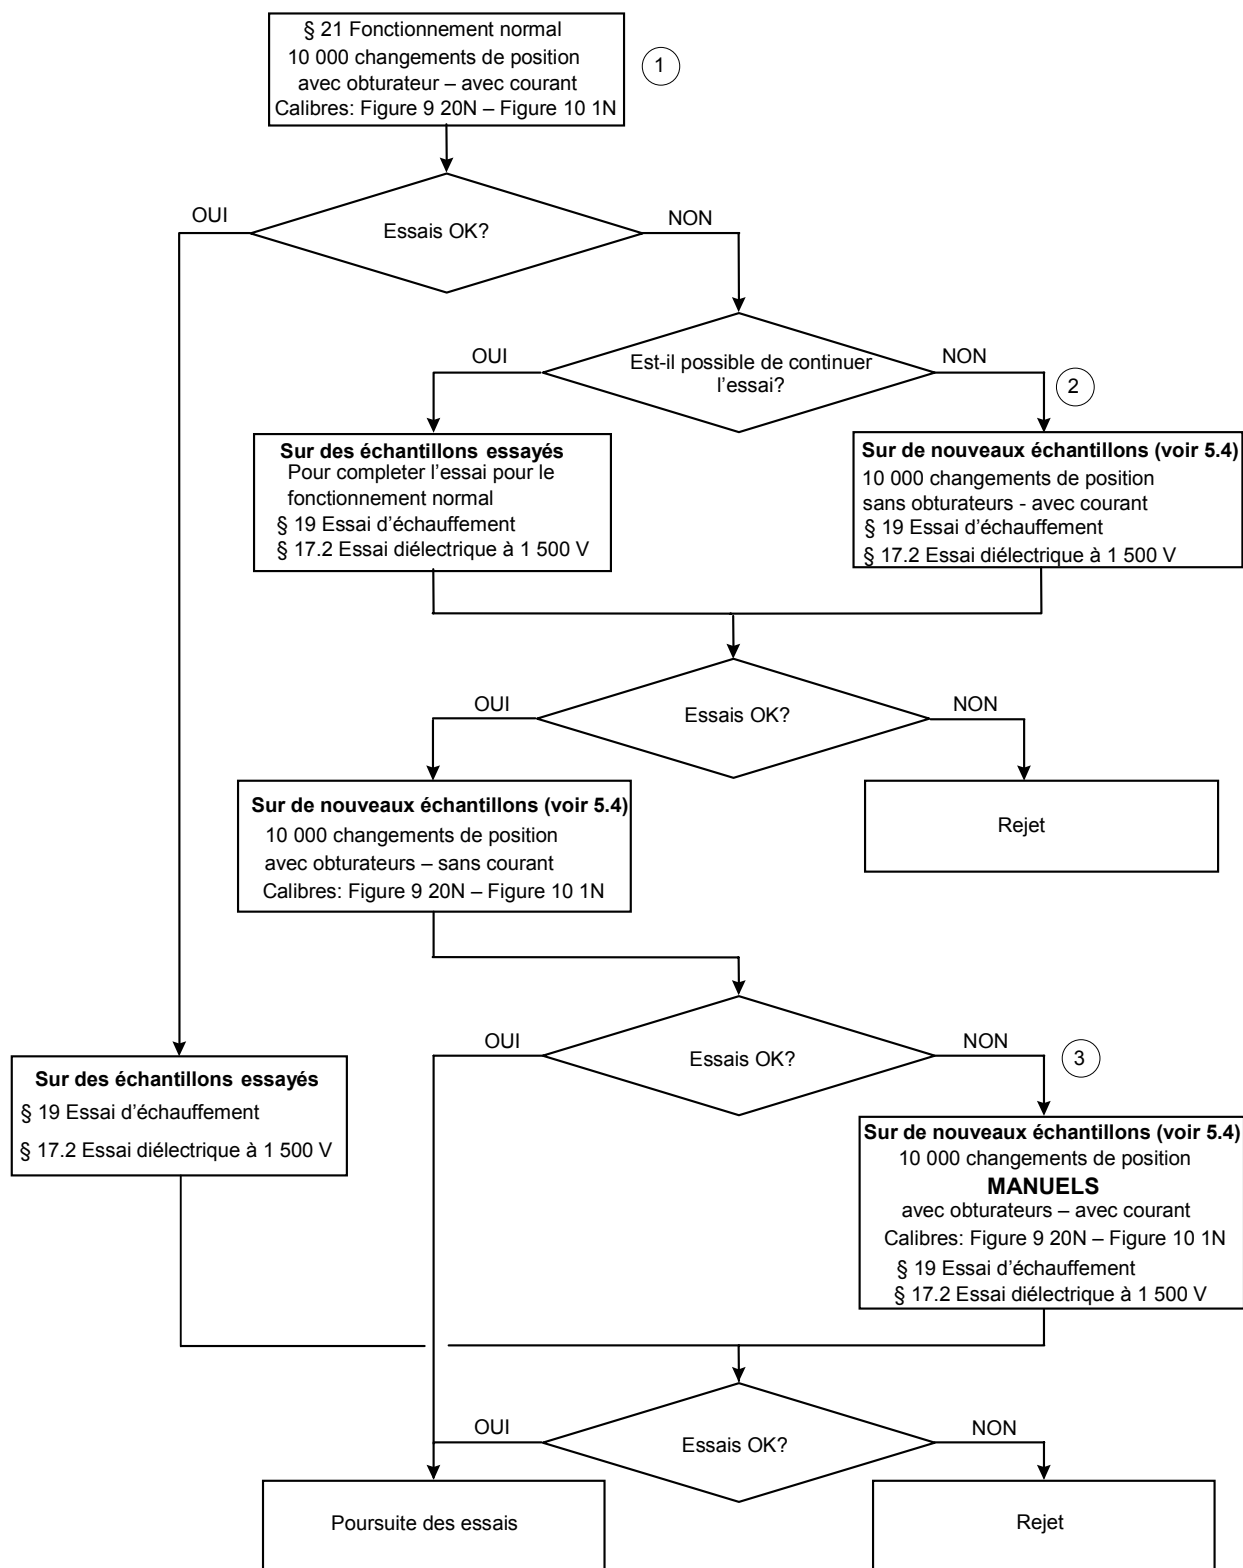 § 21 Fonctionnement normal
10 000 changements de position
avec obturateur – avec courant
Calibres: Figure 9 20N – Figure 10 1N
1
OUI
Essais OK?
NON
OUI
Est-il possible de continuer
l'essai?
NON
2
Sur des échantillons essayés
Pour completer l'essai pour le
fonctionnement normal
§ 19 Essai d'échauffement
§ 17.2 Essai diélectrique à 1 500 V
Sur de nouveaux échantillons (voir 5.4)
10 000 changements de position
sans obturateurs - avec courant
§ 19 Essai d'échauffement
§ 17.2 Essai diélectrique à 1 500 V
OUI
Essais OK?
NON
Sur de nouveaux échantillons (voir 5.4)
10 000 changements de position
avec obturateurs – sans courant
Calibres: Figure 9 20N – Figure 10 1N
Rejet
OUI
Essais OK?
NON
3
Sur des échantillons essayés
§ 19 Essai d'échauffement
§ 17.2 Essai diélectrique à 1 500 V
Sur de nouveaux échantillons (voir 5.4)
10 000 changements de position
MANUELS
avec obturateurs – avec courant
Calibres: Figure 9 20N – Figure 10 1N
§ 19 Essai d'échauffement
§ 17.2 Essai diélectrique à 1 500 V
OUI
Essais OK?
NON
Poursuite des essais
Rejet